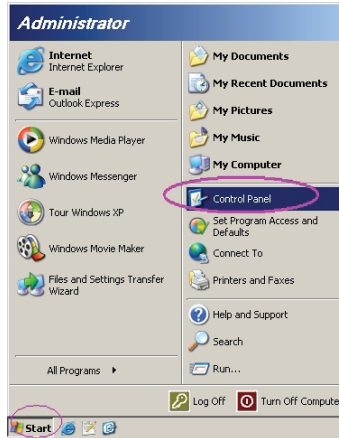 Administrator
Internet
Internet Explorer
E-mail
Outlook Express
Windows Media Player
Windows Messenger
Tour Windows XP
Windows Movie Maker
Files and Settings Transfer
Wizard
All Programs
My Documents
My Recent Documents
My Pictures
My Music
My Computer
Control Panel
Set Program Access and
Defaults
Connect To
Printers and Faxes
Help and Support
Search
Run...
Log Off
Turn Off Compute
Start